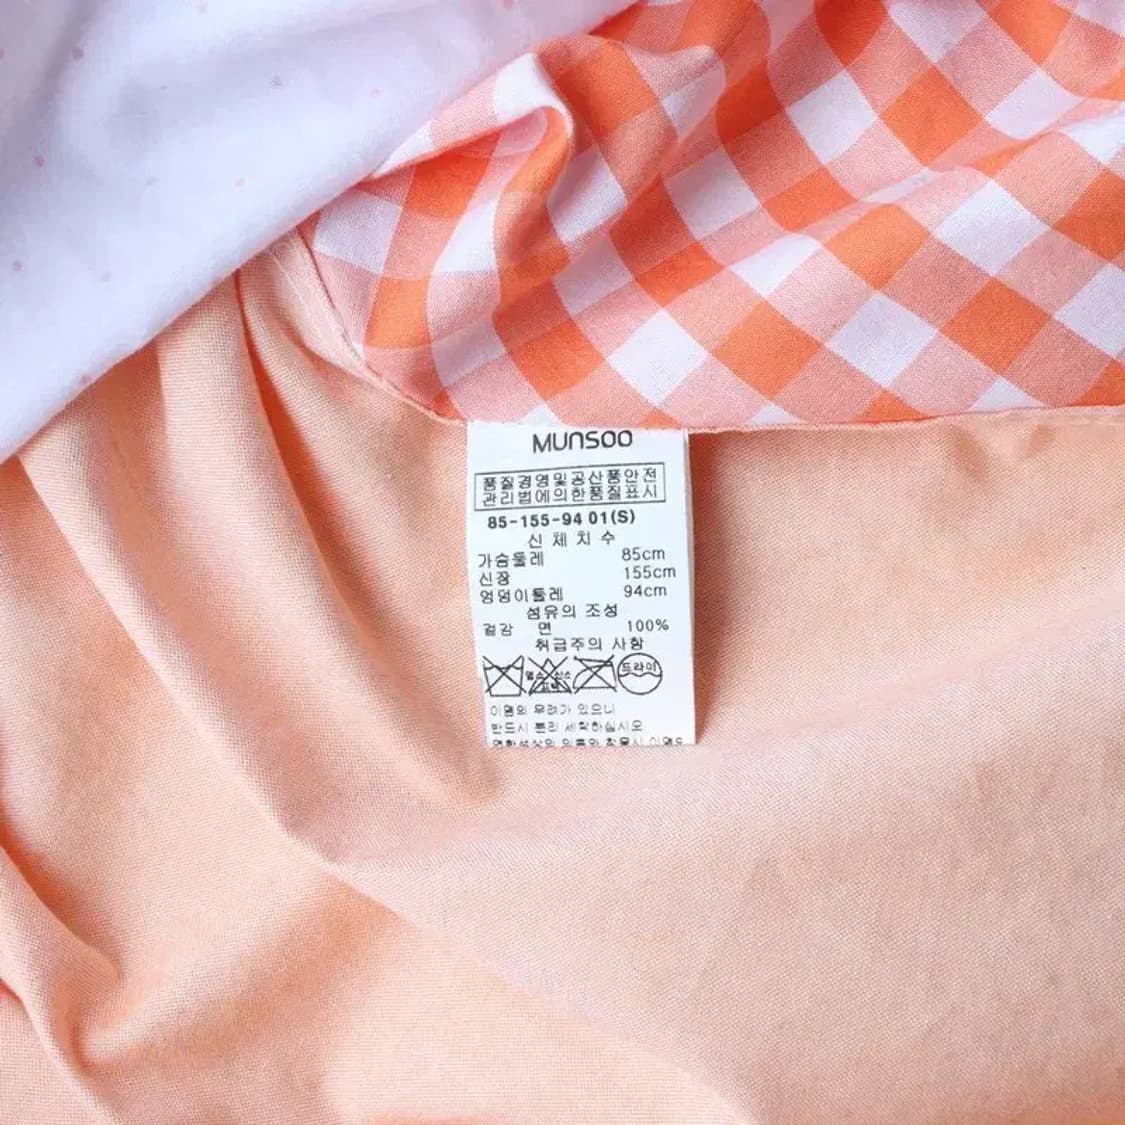 MUNSOO
품질경영및공산품안전
관리법에의한품질표시
85-155-94 01(S)
신체치수
가슴둘레 85cm
신장 155cm
엉덩이둘레 94cm
섬유의 조성
겉감 면 100%
취급주의 사항
드라이
이염의 우려가 있으니
반드시 분리 세탁하십시오